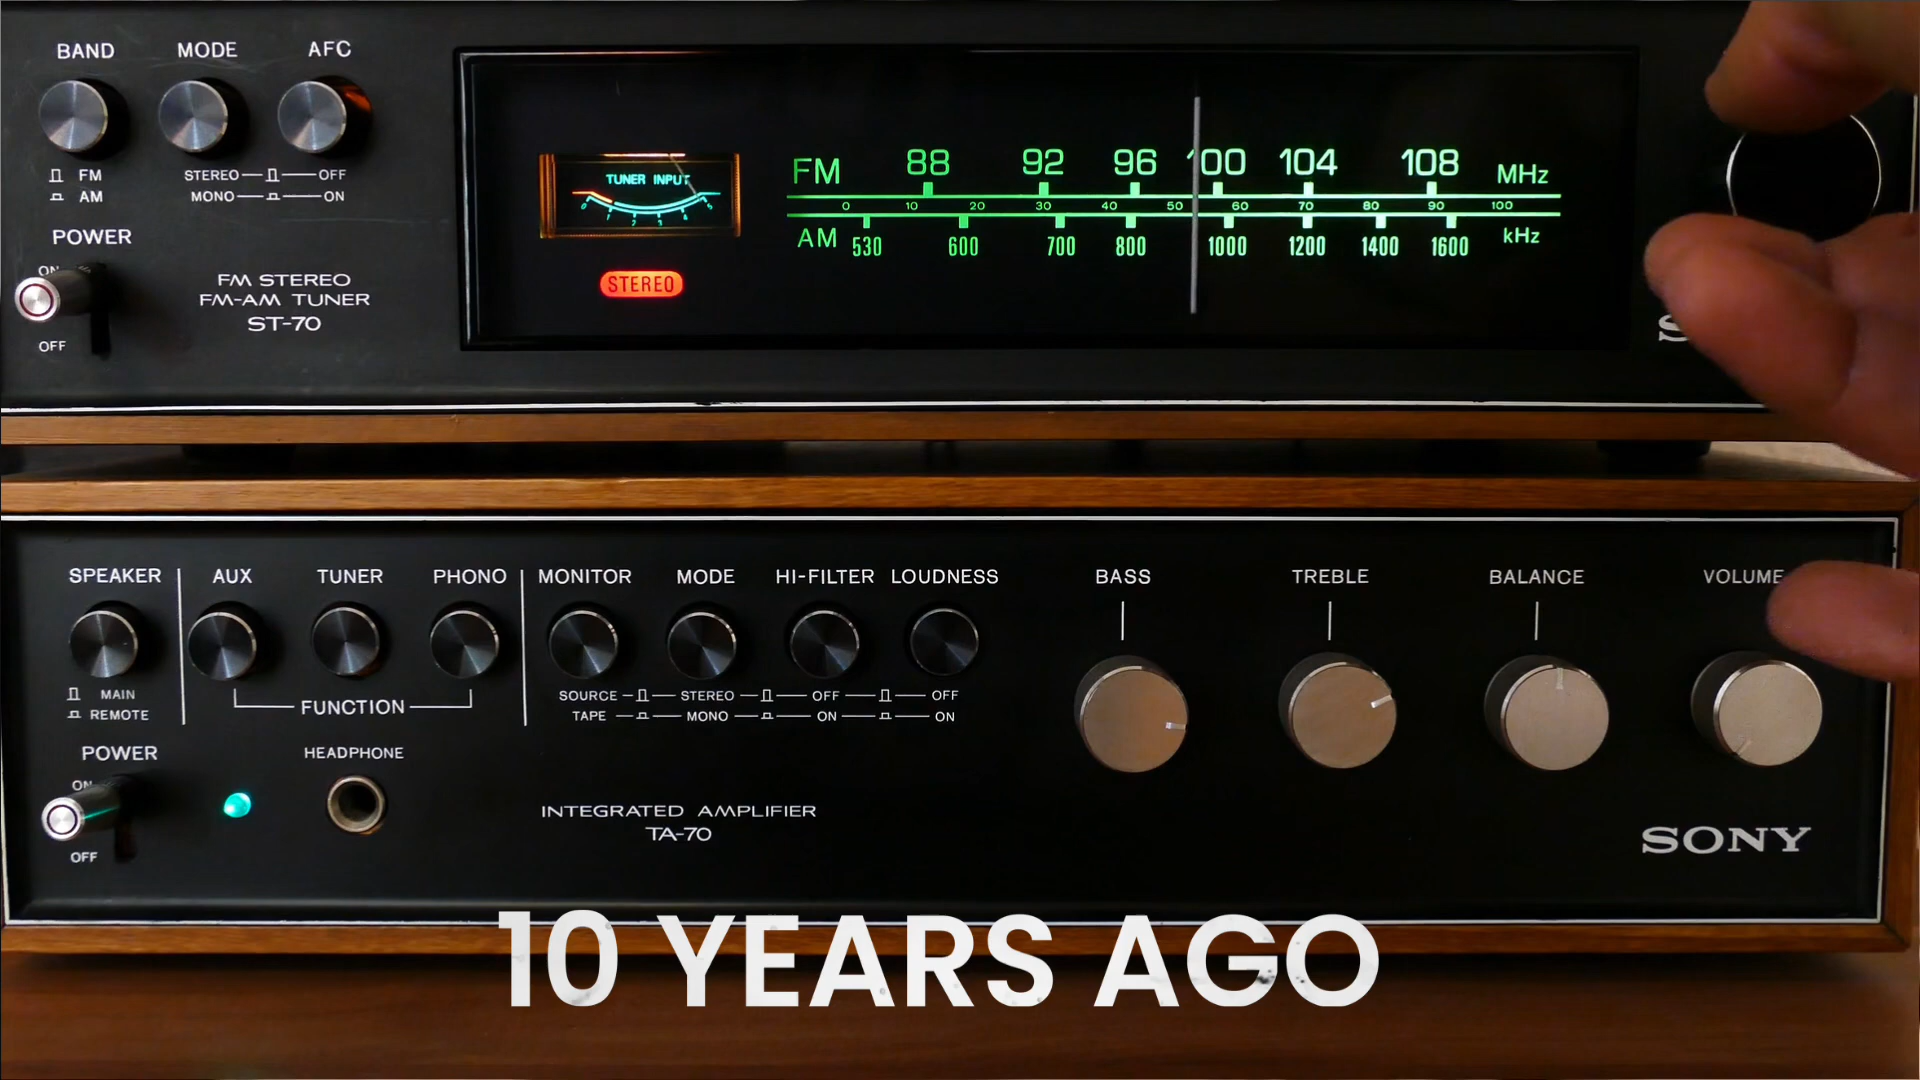 BAND MODE AFC
FM STEREO OFF
AM MONO ON
POWER
ON
OFF
FM STEREO
FM-AM TUNER
ST-70
TUNER INPUT
STEREO
FM 88 92 96 100 104 108 MHz
0 10 20 30 40 50 60 70 80 90 100
AM 530 600 700 800 1000 1200 1400 1600 kHz
SPEAKER AUX TUNER PHONO MONITOR MODE HI-FILTER LOUDNESS BASS TREBLE BALANCE VOLUME
MAIN
REMOTE
FUNCTION
SOURCE STEREO OFF OFF
TAPE MONO ON ON
POWER
ON
OFF
HEADPHONE
INTEGRATED AMPLIFIER
TA-70
SONY
10 YEARS AGO